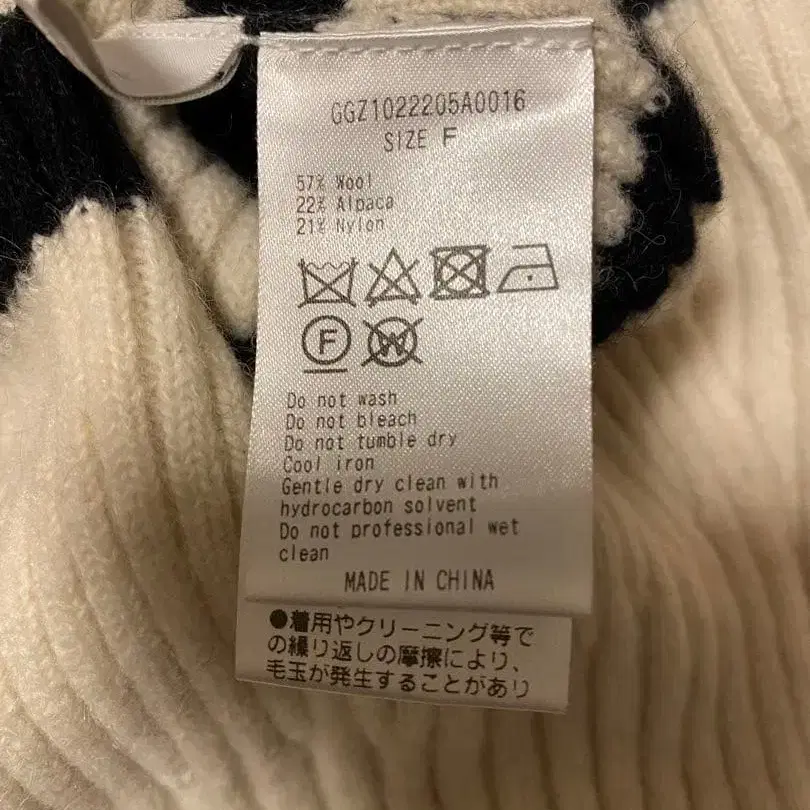 GGZ1022205A0016
SIZE F
57% Wool
22% Alpaca
21% Nylon
F
W
Do not wash
Do not bleach
Do not tumble dry
Cool iron
Gentle dry clean with
hydrocarbon solvent
Do not professional wet
clean
MADE IN CHINA
●着用やクリーニング等で
の繰り返しの摩擦により、
毛玉が発生することがあり